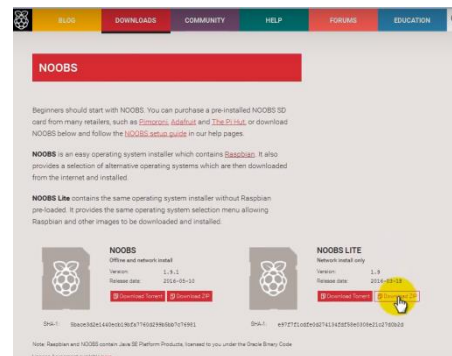 BLOG DOWNLOADS COMMUNITY HELP FORUMS EDUCATION
NOOBS
Beginners should start with NOOBS. You can purchase a pre-installed NOOBS SD
card from many retailers, such as Pimoroni, Adafruit and The Pi Hut, or download
NOOBS below and follow the NOOBS setup guide in our help pages.
NOOBS is an easy operating system installer which contains Raspbian. It also
provides a selection of alternative operating systems which are then downloaded
from the internet and installed.
NOOBS Lite contains the same operating system installer without Raspbian
pre-loaded. It provides the same operating system selection menu allowing
Raspbian and other images to be downloaded and installed.
NOOBS
Offline and network install
Version: 1.9.1
Release date: 2016-05-10
Download Torrent Download ZIP
SHA-1:
NOOBS LITE
Network install only
Version: 1.9
Release date:
Download Torrent Download ZIP
SHA-1:
Note: Raspbian and NOOBS contain Java SE Platform Products, licensed to you under the Oracle Binary Code